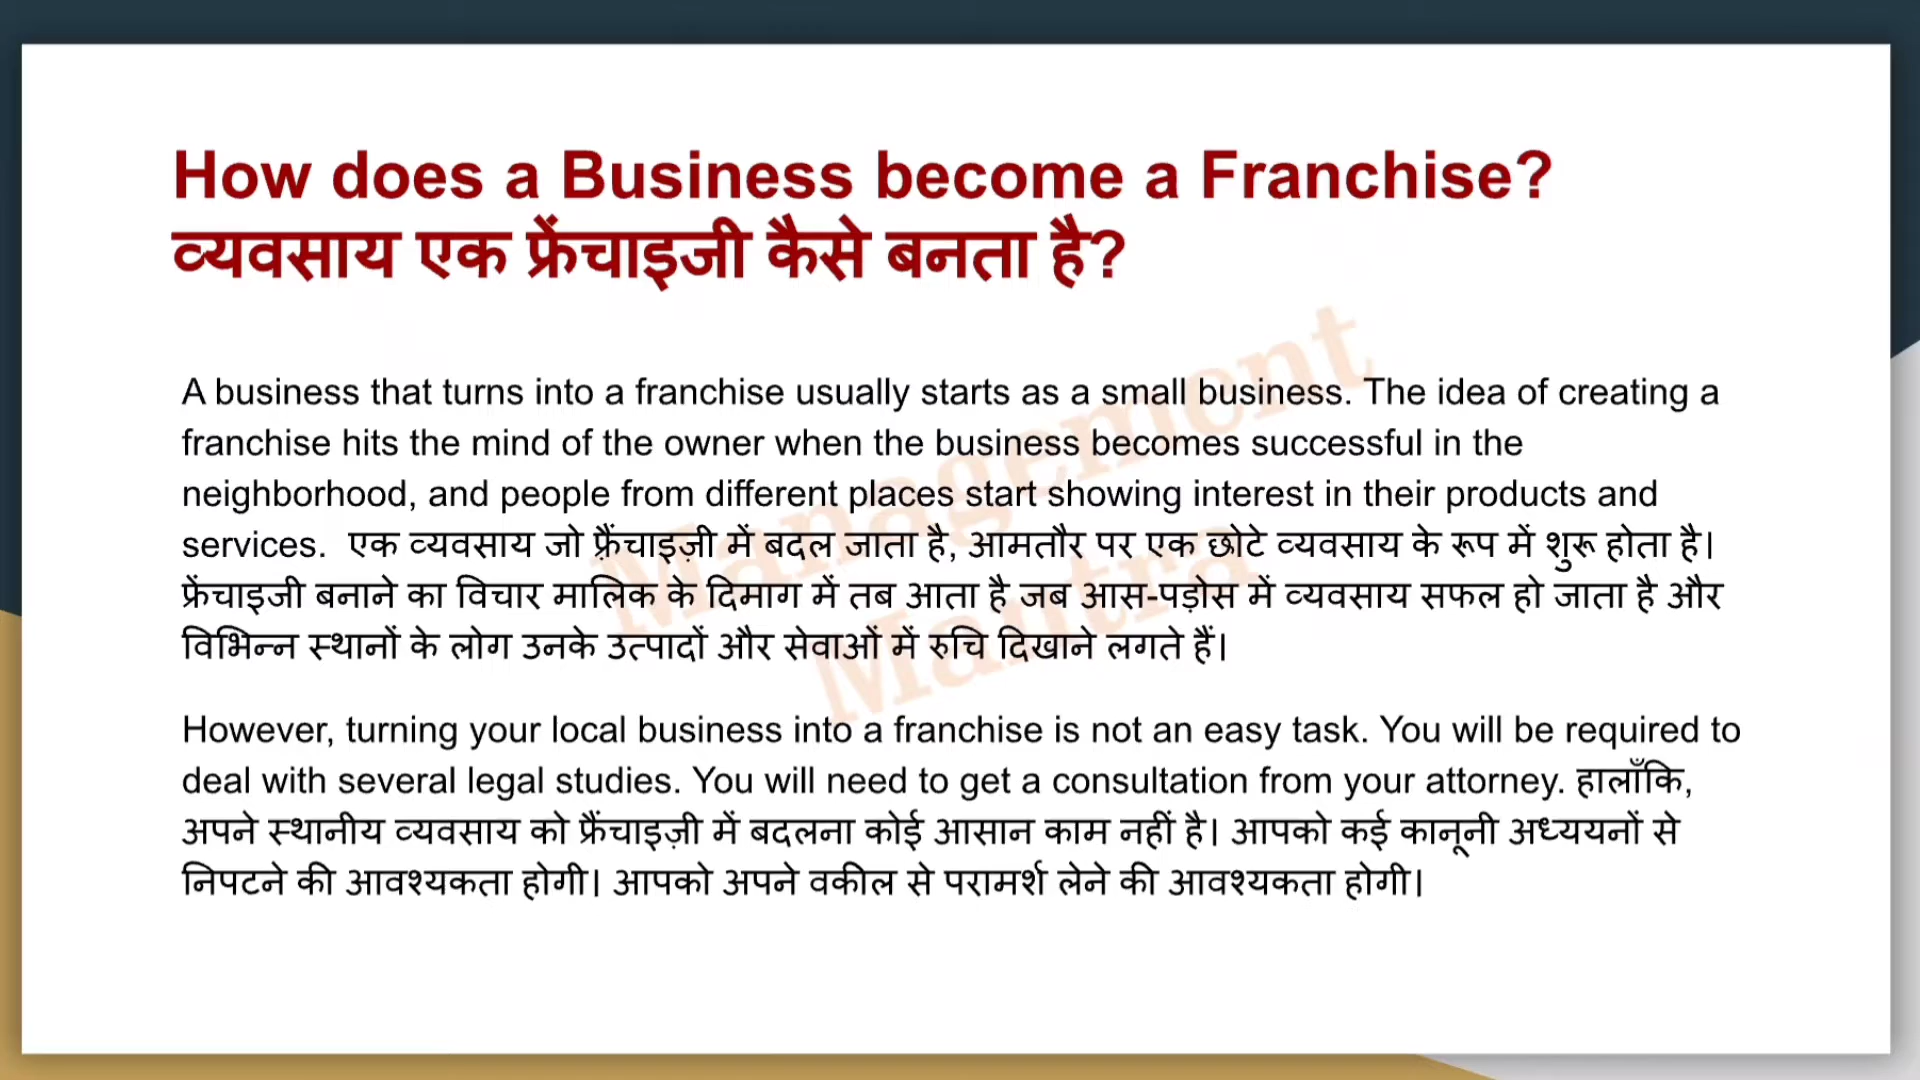 How does a Business become a Franchise?
व्यवसाय एक फ्रेंचाइजी कैसे बनता है?
A business that turns into a franchise usually starts as a small business. The idea of creating a
franchise hits the mind of the owner when the business becomes successful in the
neighborhood, and people from different places start showing interest in their products and
services. एक व्यवसाय जो फ़्रैंचाइज़ी में बदल जाता है, आमतौर पर एक छोटे व्यवसाय के रूप में शुरू होता है।
फ्रेंचाइजी बनाने का विचार मालिक के दिमाग में तब आता है जब आस-पड़ोस में व्यवसाय सफल हो जाता है और
विभिन्न स्थानों के लोग उनके उत्पादों और सेवाओं में रुचि दिखाने लगते हैं।
However, turning your local business into a franchise is not an easy task. You will be required to
deal with several legal studies. You will need to get a consultation from your attorney. हालाँकि,
अपने स्थानीय व्यवसाय को फ्रैंचाइज़ी में बदलना कोई आसान काम नहीं है। आपको कई कानूनी अध्ययनों से
निपटने की आवश्यकता होगी। आपको अपने वकील से परामर्श लेने की आवश्यकता होगी।
Management
Mantra